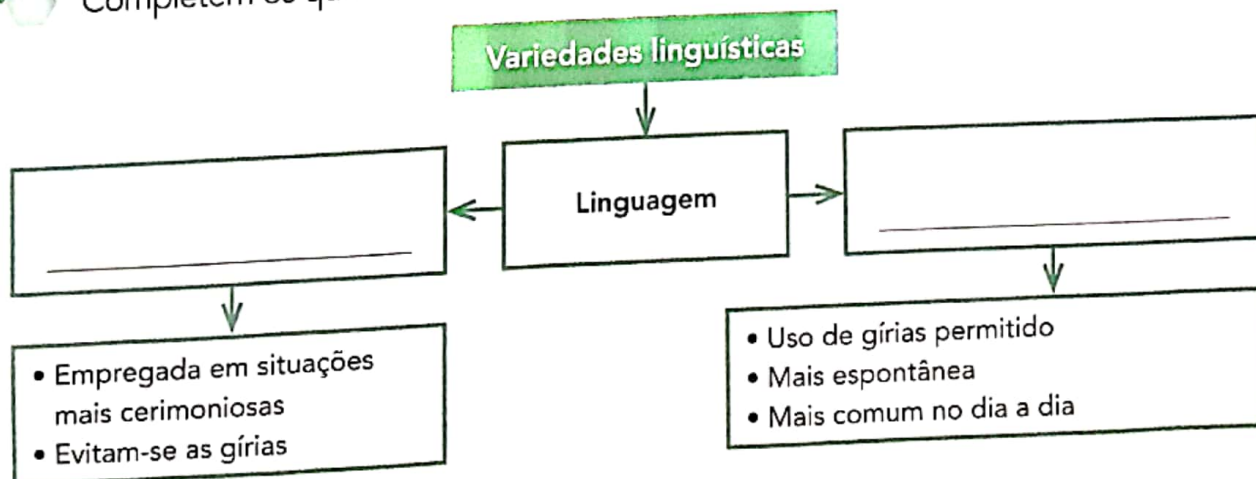 Completem os
Variedades linguísticas
Linguagem
• Empregada em situações
mais cerimoniosas
• Evitam-se as gírias
• Uso de gírias permitido
• Mais espontânea
• Mais comum no dia a dia